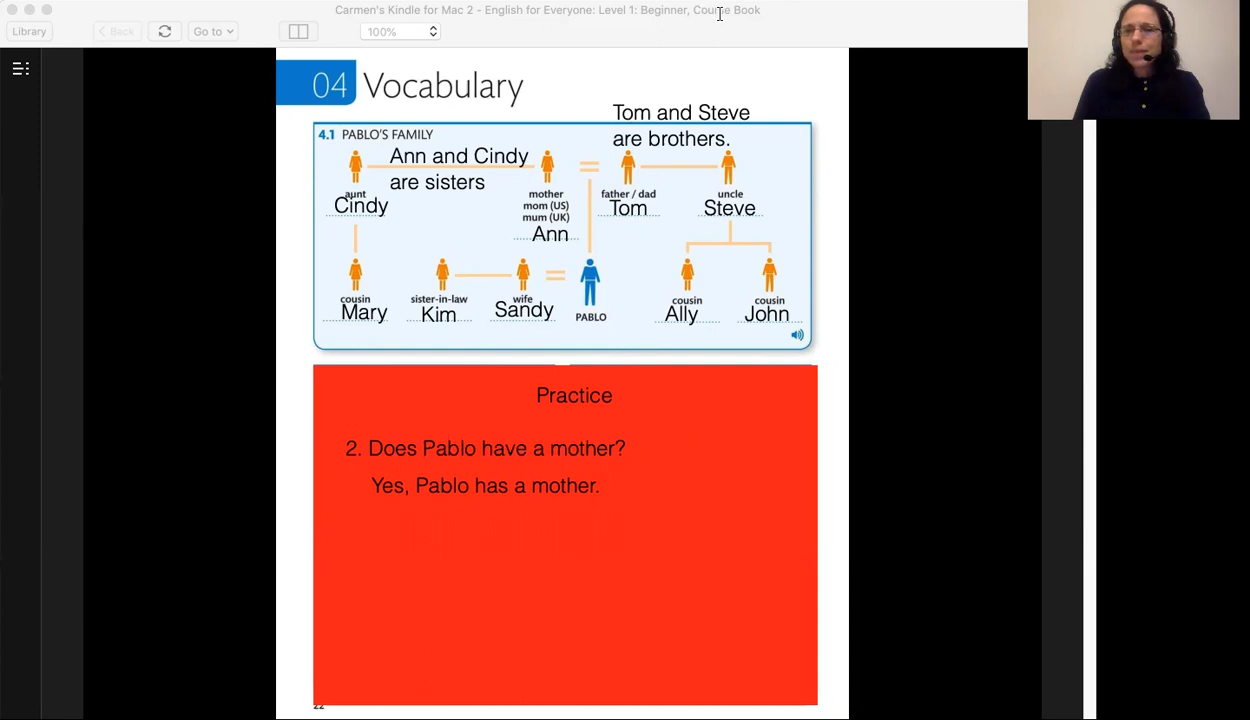 Carmen's Kindle for Mac 2 - English for Everyone: Level 1: Beginner, Course Book
Library
Back
Go to
100%
04 Vocabulary
Tom and Steve
are brothers.
4.1 PABLO'S FAMILY
Ann and Cindy
are sisters
aunt
Cindy
mother
mom (US)
mum (UK)
Ann
father / dad
Tom
uncle
Steve
cousin
Mary
sister-in-law
Kim
wife
Sandy
PABLO
cousin
Ally
cousin
John
Practice
2. Does Pablo have a mother?
Yes, Pablo has a mother.
22